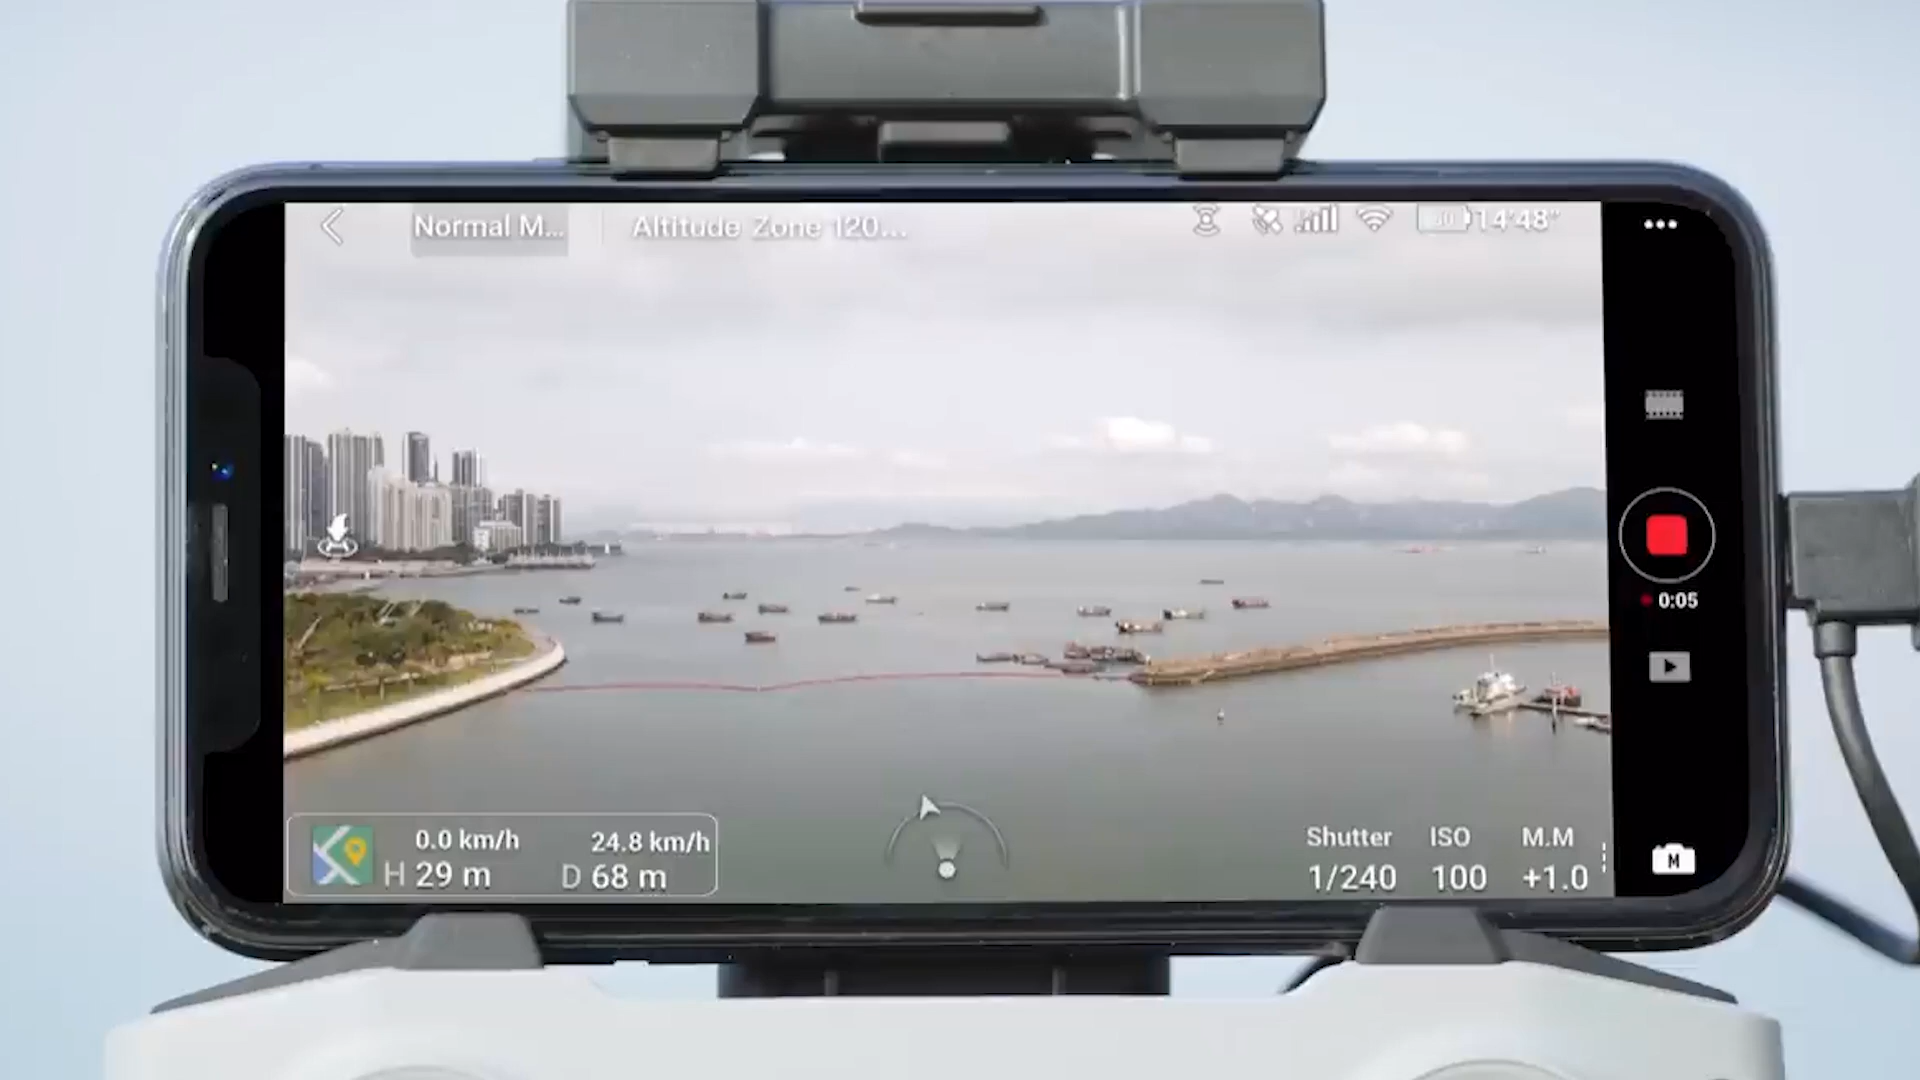 Normal M... Altitude Zone 120... 14'48"
0:05
0.0 km/h 24.8 km/h
H 29 m D 68 m
Shutter ISO M.M
1/240 100 +1.0
M